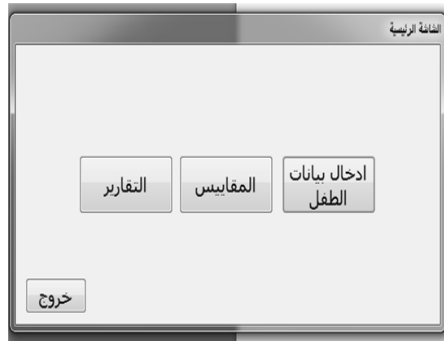 الشاشة الرئيسية
ادخال بيانات
الطفل
المقاييس
التقارير
خروج